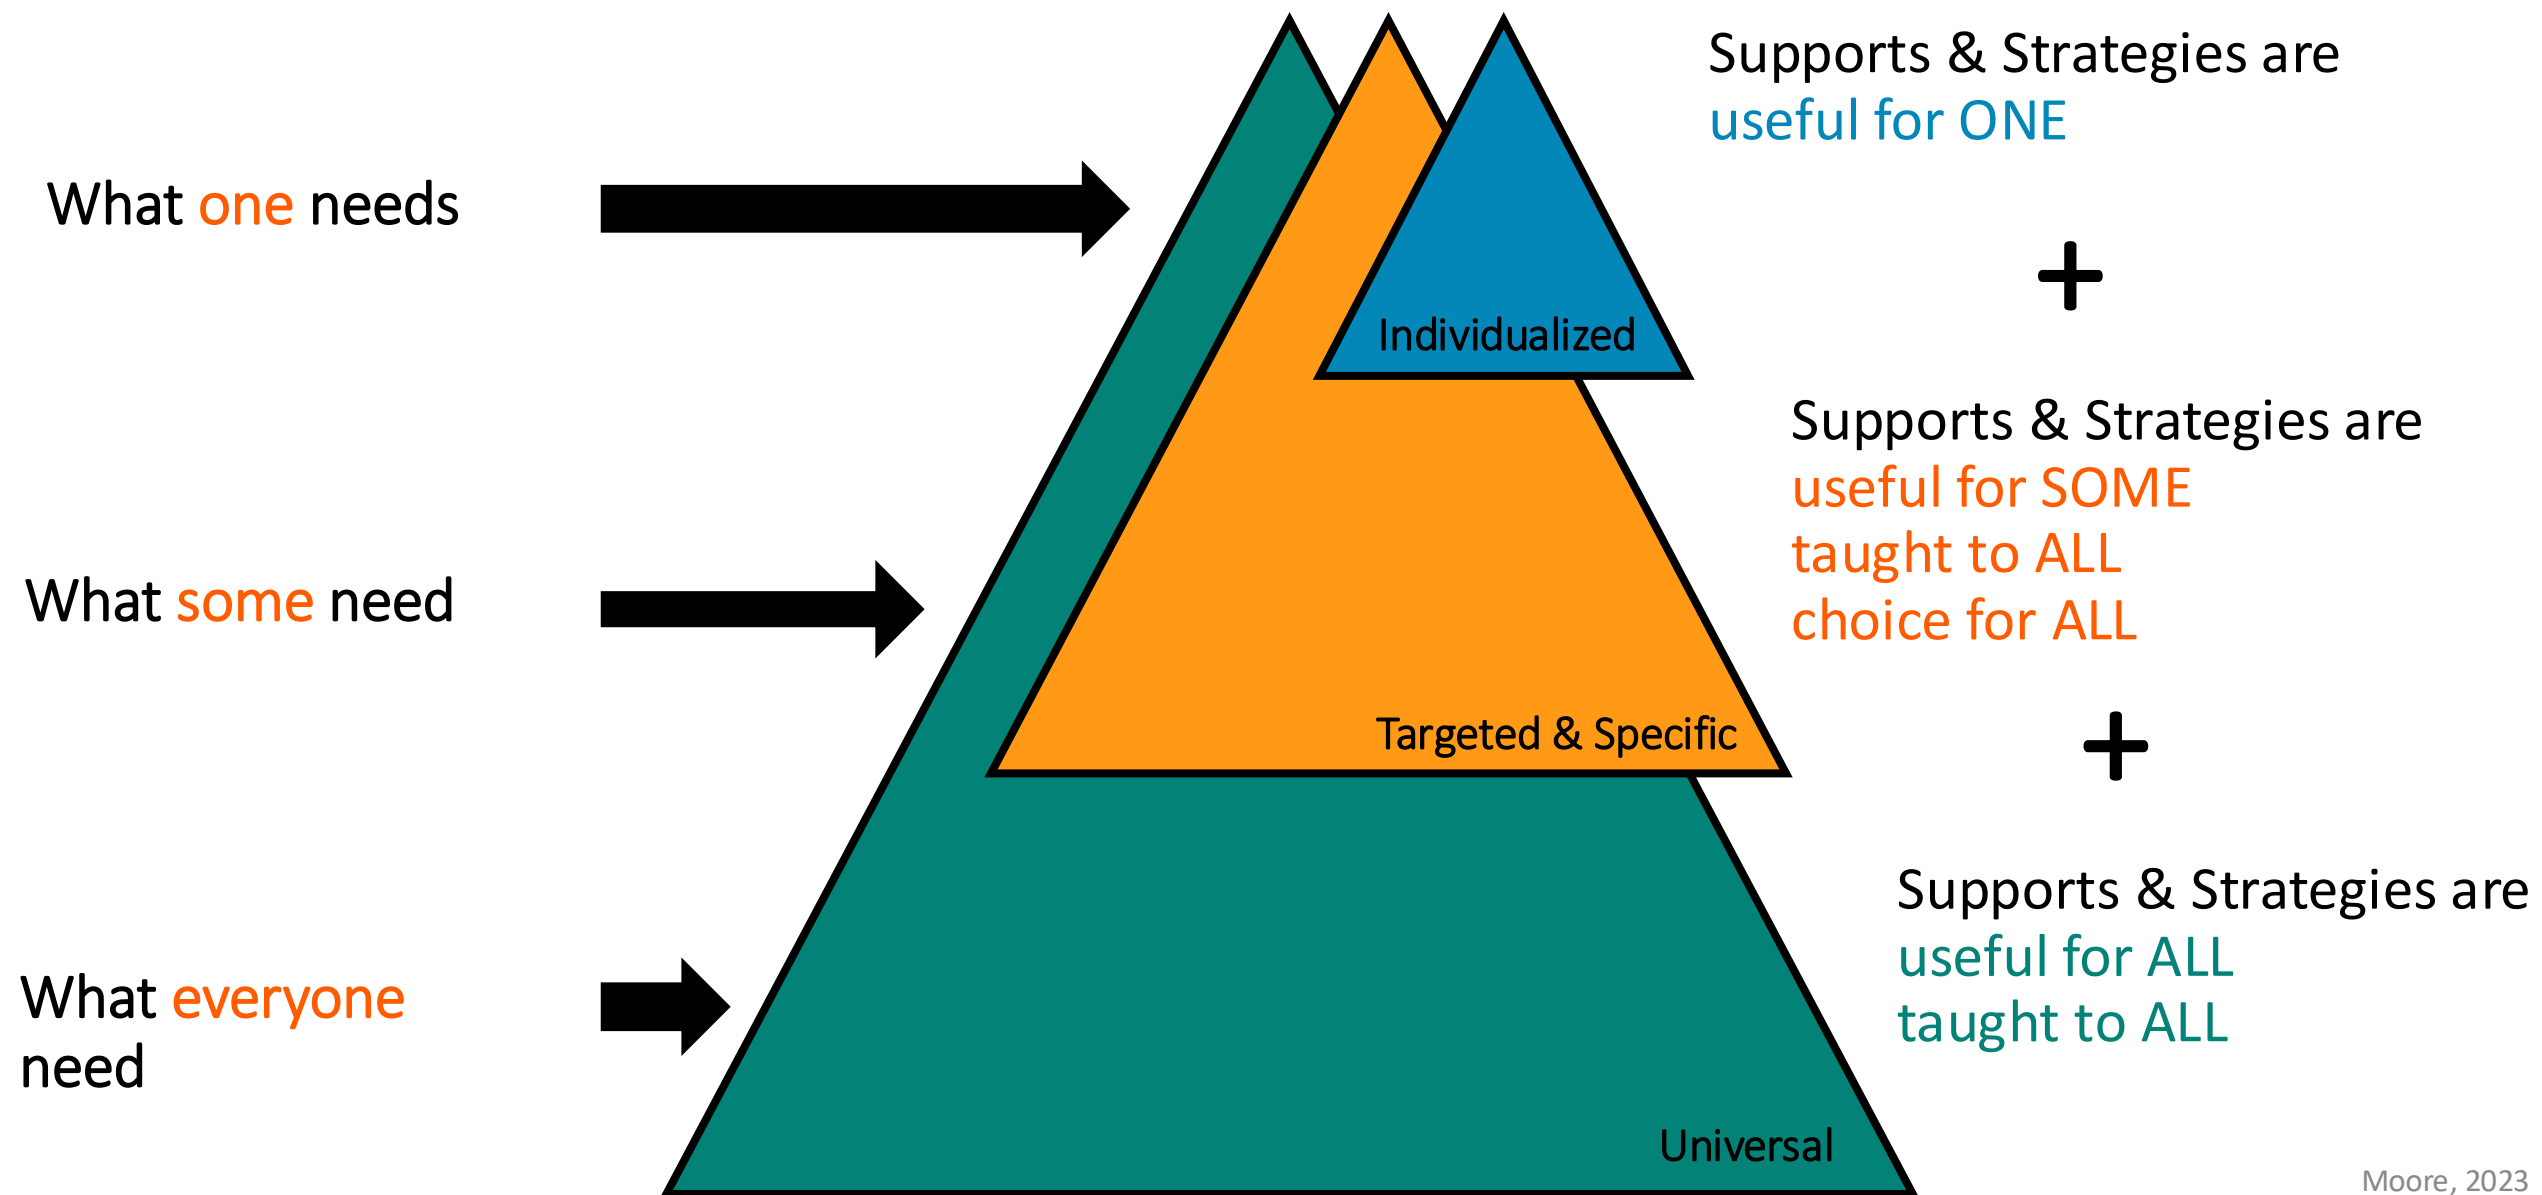 Supports & Strategies are
useful for ONE
What one needs
+
Individualized
Supports & Strategies are
useful for SOME
taught to ALL
choice for ALL
What some need
Targeted & Specific
+
Supports & Strategies are
useful for ALL
taught to ALL
What everyone
need
Universal
Moore, 2023